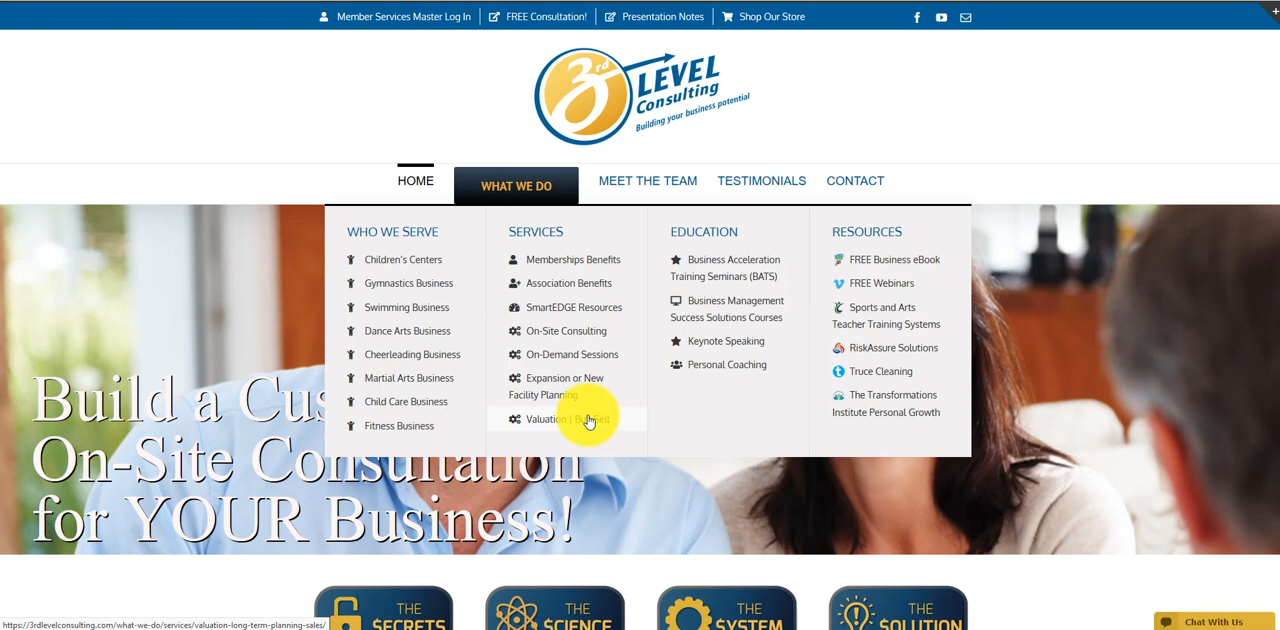 Member Services Master Log In
FREE Consultation!
Presentation Notes
Shop Our Store
3rd LEVEL
Consulting
Building your business potential
HOME
WHAT WE DO
MEET THE TEAM
TESTIMONIALS
CONTACT
WHO WE SERVE
Children's Centers
Gymnastics Business
Swimming Business
Dance Arts Business
Cheerleading Business
Martial Arts Business
Child Care Business
Fitness Business
SERVICES
Memberships Benefits
Association Benefits
SmartEDGE Resources
On-Site Consulting
On-Demand Sessions
Expansion or New
Facility Planning
Valuation | Buy/Sell
EDUCATION
Business Acceleration
Training Seminars (BATS)
Business Management
Success Solutions Courses
Keynote Speaking
Personal Coaching
RESOURCES
FREE Business eBook
FREE Webinars
Sports and Arts
Teacher Training Systems
RiskAssure Solutions
Truce Cleaning
The Transformations
Institute Personal Growth
Build a Cus
On-Site Consultation
for YOUR Business!
THE
$ECRETS
THE
$CIENCE
THE
$YSTEM
THE
$OLUTION
https://3rdlevelconsulting.com/what-we-do/services/valuation-long-term-planning-sales/
Chat With Us